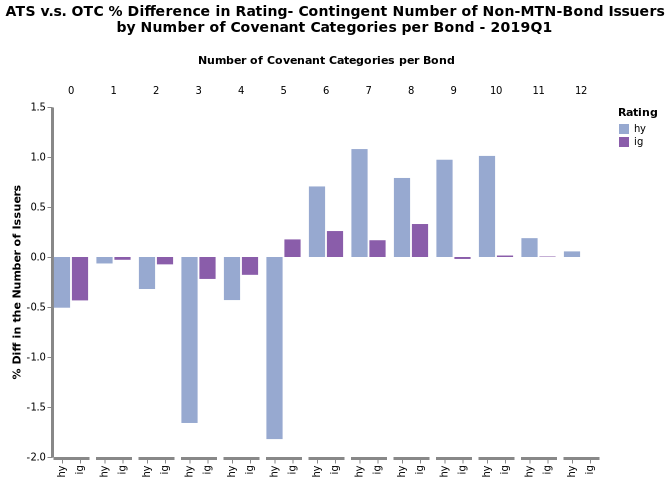 ATS v.s. OTC % Difference in Rating- Contingent Number of Non-MTN-Bond Issuers
by Number of Covenant Categories per Bond - 2019Q1
Number of Covenant Categories per Bond
0 1 2 3 4 5 6 7 8 9 10 11 12
Rating
hy
ig
% Diff in the Number of Issuers
1.5
1.0
0.5
0.0
-0.5
-1.0
-1.5
-2.0
hy ig hy ig hy ig hy ig hy ig hy ig hy ig hy ig hy ig hy ig hy ig hy ig hy ig